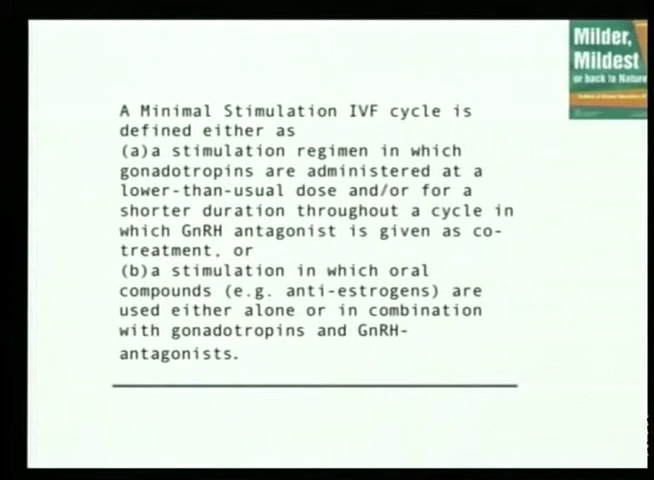 Milder,
Mildest
or back to Nature
A Minimal Stimulation IVF cycle is
defined either as
(a)a stimulation regimen in which
gonadotropins are administered at a
lower-than-usual dose and/or for a
shorter duration throughout a cycle in
which GnRH antagonist is given as co-
treatment, or
(b)a stimulation in which oral
compounds (e.g. anti-estrogens) are
used either alone or in combination
with gonadotropins and GnRH-
antagonists.